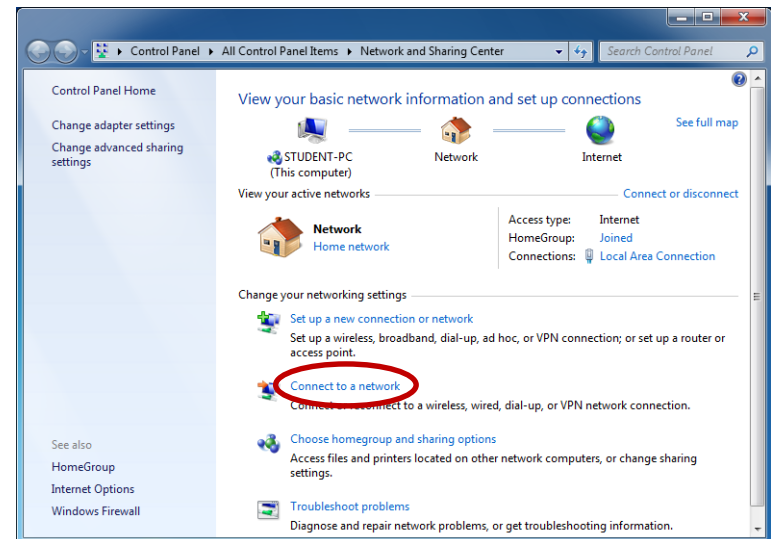 Control Panel ▸ All Control Panel Items ▸ Network and Sharing Center
Search Control Panel
Control Panel Home
Change adapter settings
Change advanced sharing
settings
See also
HomeGroup
Internet Options
Windows Firewall
View your basic network information and set up connections
See full map
STUDENT-PC
(This computer)
Network
Internet
View your active networks
Connect or disconnect
Network
Home network
Access type: Internet
HomeGroup: Joined
Connections: Local Area Connection
Change your networking settings
Set up a new connection or network
Set up a wireless, broadband, dial-up, ad hoc, or VPN connection; or set up a router or
access point.
Connect to a network
Connect or reconnect to a wireless, wired, dial-up, or VPN network connection.
Choose homegroup and sharing options
Access files and printers located on other network computers, or change sharing
settings.
Troubleshoot problems
Diagnose and repair network problems, or get troubleshooting information.